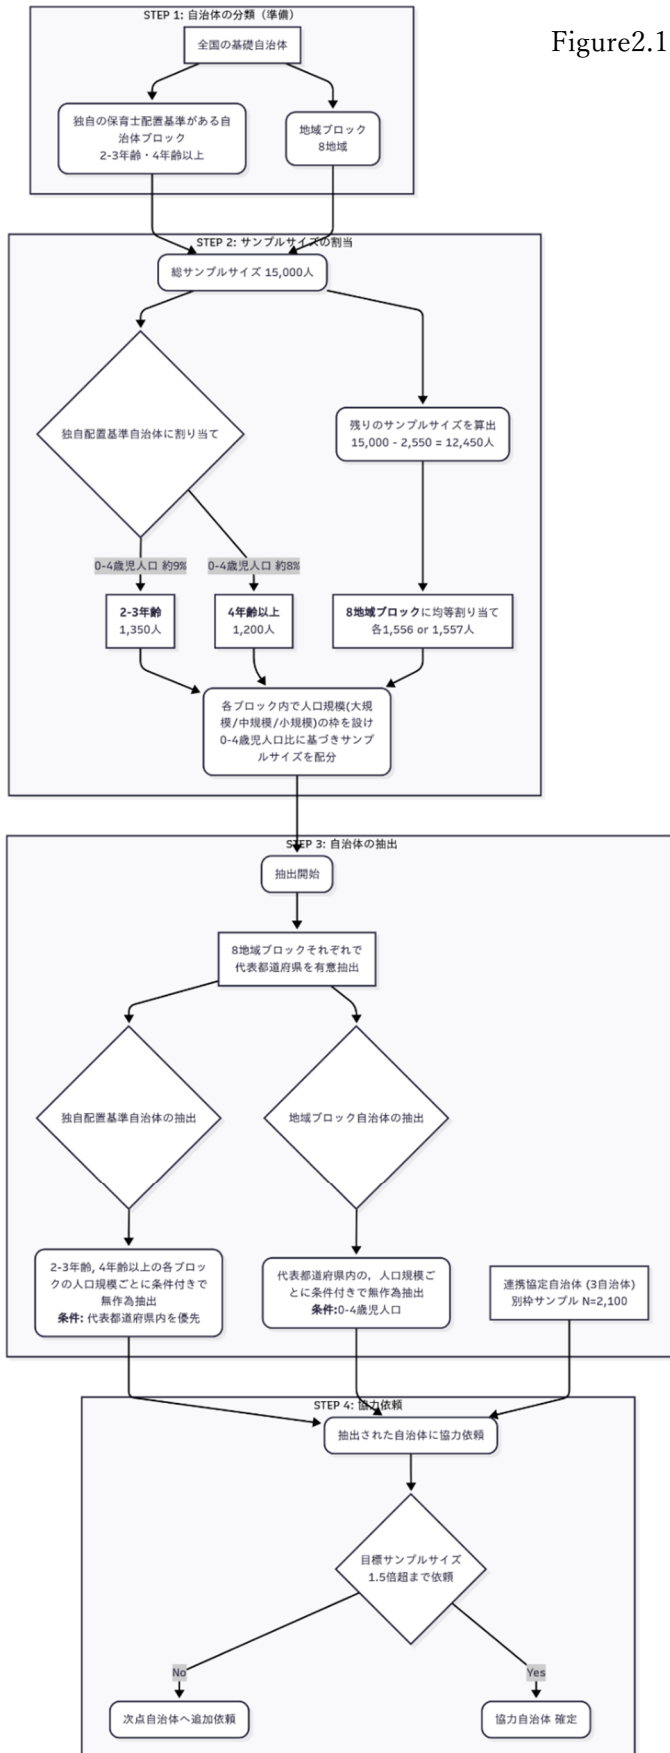 Figure2.1
STEP 1: 自治体の分類（準備）
全国の基礎自治体
独自の保育士配置基準がある自
治体ブロック
2-3年齢・4年齢以上
地域ブロック
8地域
STEP 2: サンプルサイズの割当
総サンプルサイズ 15,000人
独自配置基準自治体に割り当て
残りのサンプルサイズを算出
15,000 - 2,550 = 12,450人
0-4歳児人口 約9%
0-4歳児人口 約8%
2-3年齢
1,350人
4年齢以上
1,200人
8地域ブロックに均等割り当て
各1,556 or 1,557人
各ブロック内で人口規模(大規
模/中規模/小規模)の枠を設け
0-4歳児人口比に基づきサンプ
ルサイズを配分
STEP 3: 自治体の抽出
抽出開始
8地域ブロックそれぞれで
代表都道府県を有意抽出
独自配置基準自治体の抽出
地域ブロック自治体の抽出
2-3年齢, 4年齢以上の各ブロッ
クの人口規模ごとに条件付きで
無作為抽出
条件: 代表都道府県内を優先
代表都道府県内の，人口規模ご
とに条件付きで無作為抽出
条件:0-4歳児人口
連携協定自治体 (3自治体)
別枠サンプル N=2,100
STEP 4: 協力依頼
抽出された自治体に協力依頼
目標サンプルサイズ
1.5倍超まで依頼
No
Yes
次点自治体へ追加依頼
協力自治体 確定